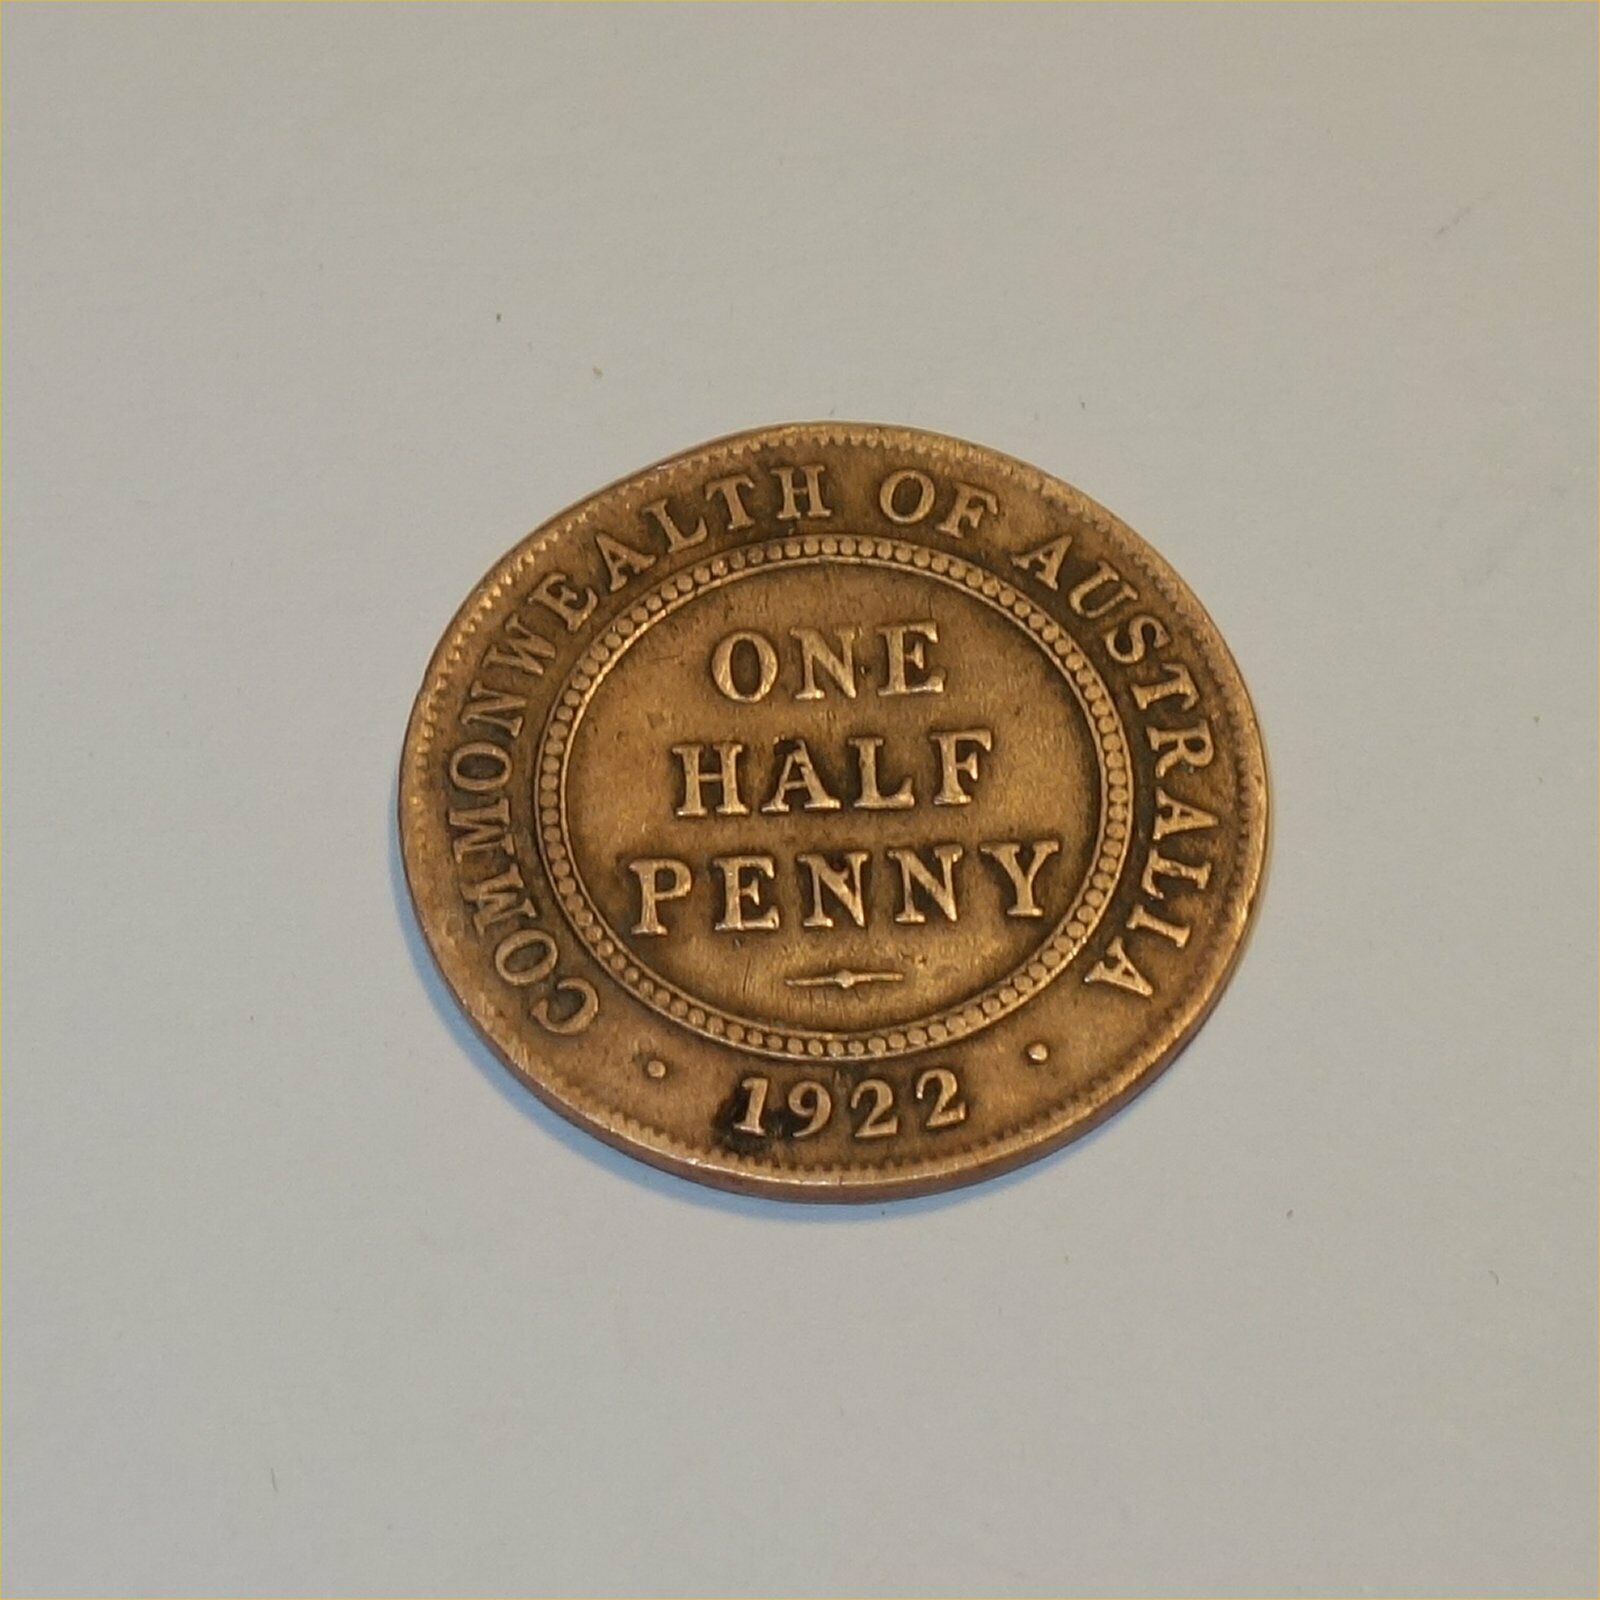 COMMONWEALTH OF AUSTRALIA
ONE
HALF
PENNY
· 1922 ·